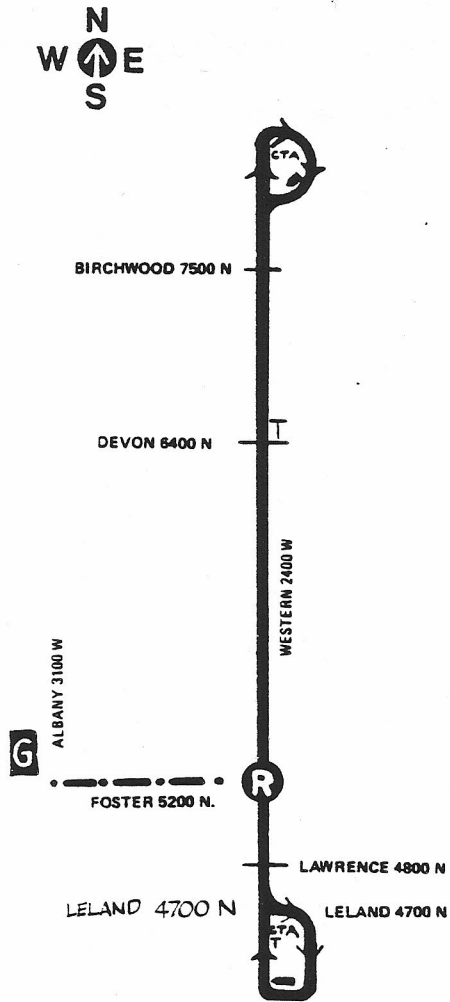 N
W E
S
CTA
BIRCHWOOD 7500 N
DEVON 6400 N
T
WESTERN 2400 W
ALBANY 3100 W
G
R
FOSTER 5200 N.
LAWRENCE 4800 N
LELAND 4700 N
LELAND 4700 N
CTA
T